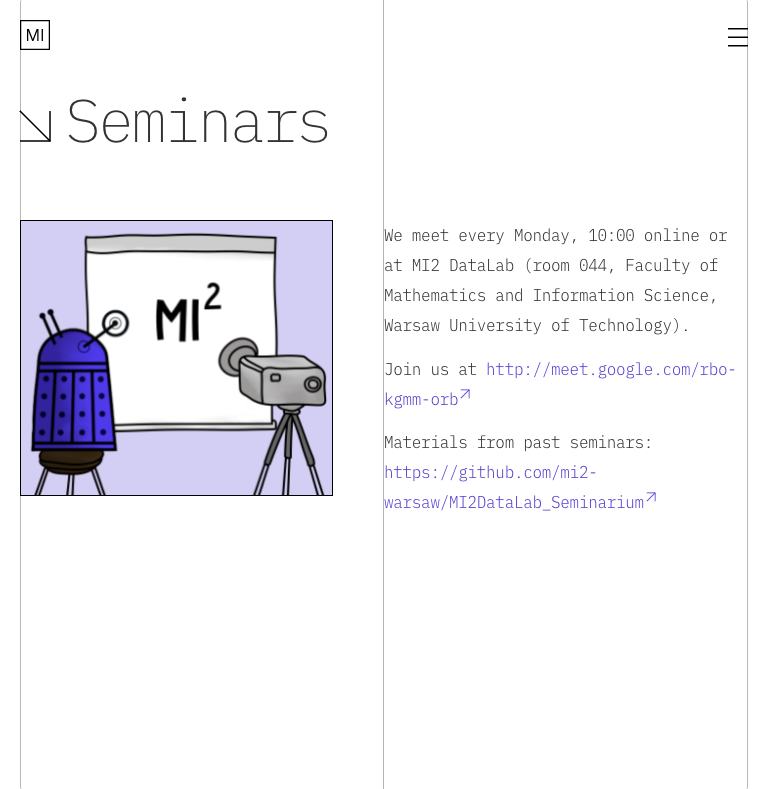 MI
Seminars
MI²
We meet every Monday, 10:00 online or
at MI2 DataLab (room 044, Faculty of
Mathematics and Information Science,
Warsaw University of Technology).
Join us at http://meet.google.com/rbo-
kgmm-orb
Materials from past seminars:
https://github.com/mi2-
warsaw/MI2DataLab_Seminarium